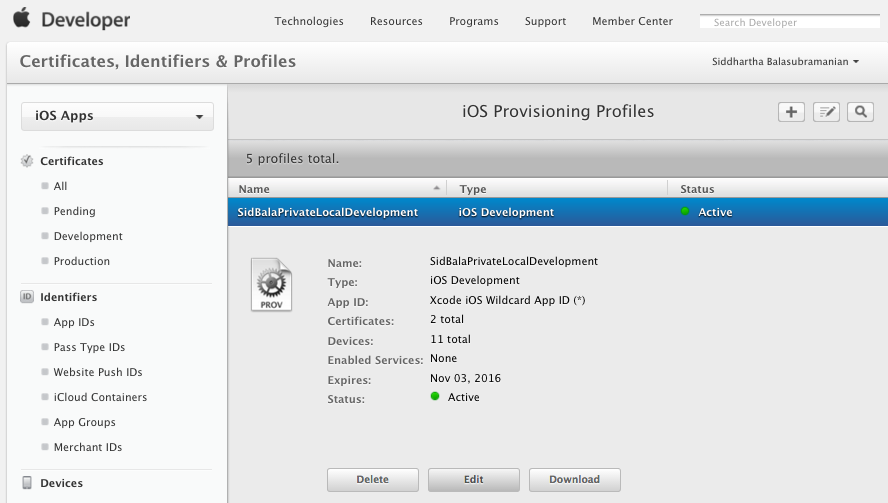 Developer
Technologies Resources Programs Support Member Center Search Developer
Certificates, Identifiers & Profiles
Siddhartha Balasubramanian
iOS Apps
Certificates
All
Pending
Development
Production
ID Identifiers
App IDs
Pass Type IDs
Website Push IDs
iCloud Containers
App Groups
Merchant IDs
Devices
iOS Provisioning Profiles
5 profiles total.
Name Type Status
SidBalaPrivateLocalDevelopment iOS Development Active
PROV
Name: SidBalaPrivateLocalDevelopment
Type: iOS Development
App ID: Xcode iOS Wildcard App ID (*)
Certificates: 2 total
Devices: 11 total
Enabled Services: None
Expires: Nov 03, 2016
Status: Active
Delete Edit Download